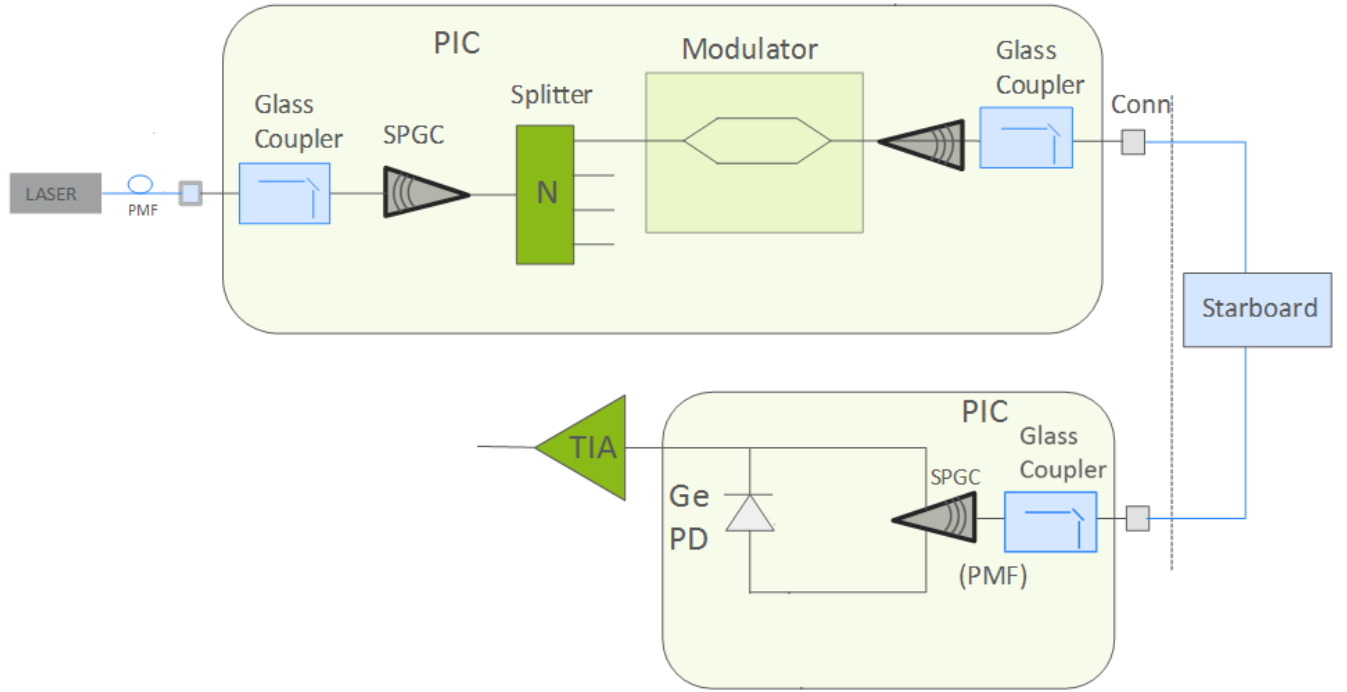 PIC
Modulator
Glass
Coupler
Splitter
Glass
Coupler
SPGC
Conn
N
LASER
PMF
Starboard
PIC
TIA
Glass
Coupler
SPGC
Ge
PD
(PMF)